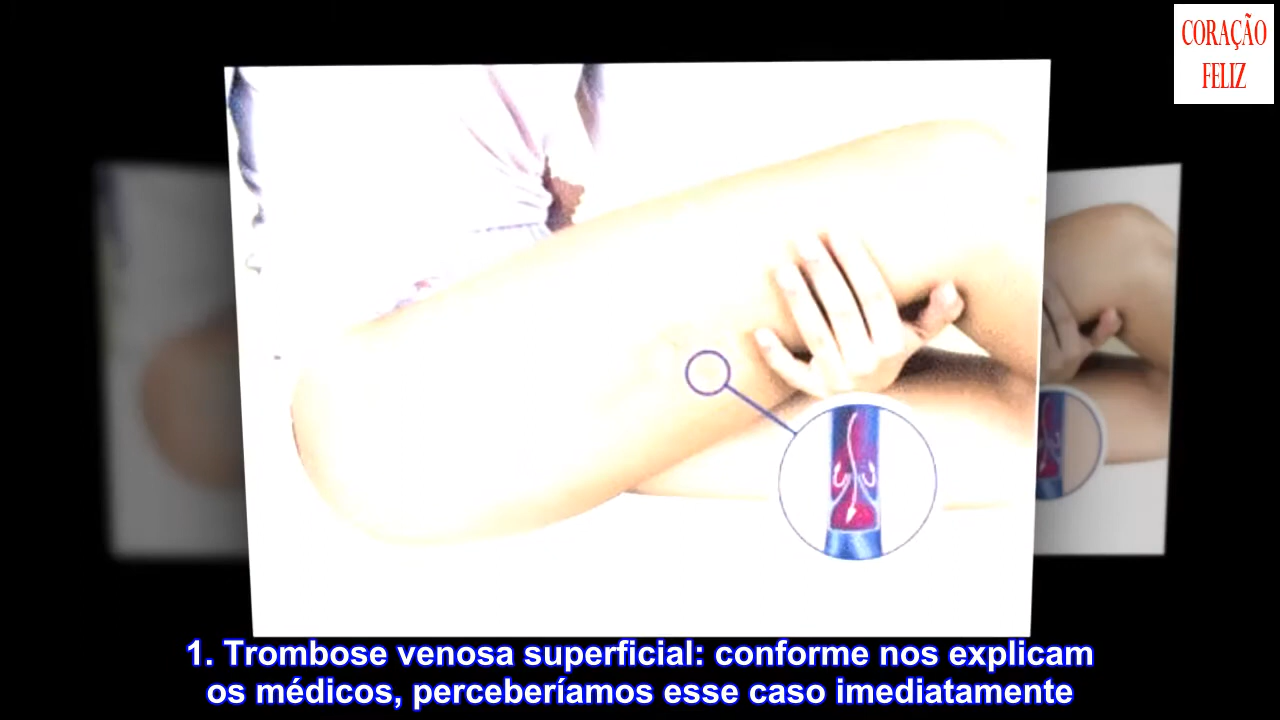 CORAÇÃO
FELIZ
1. Trombose venosa superficial: conforme nos explicam
os médicos, perceberíamos esse caso imediatamente